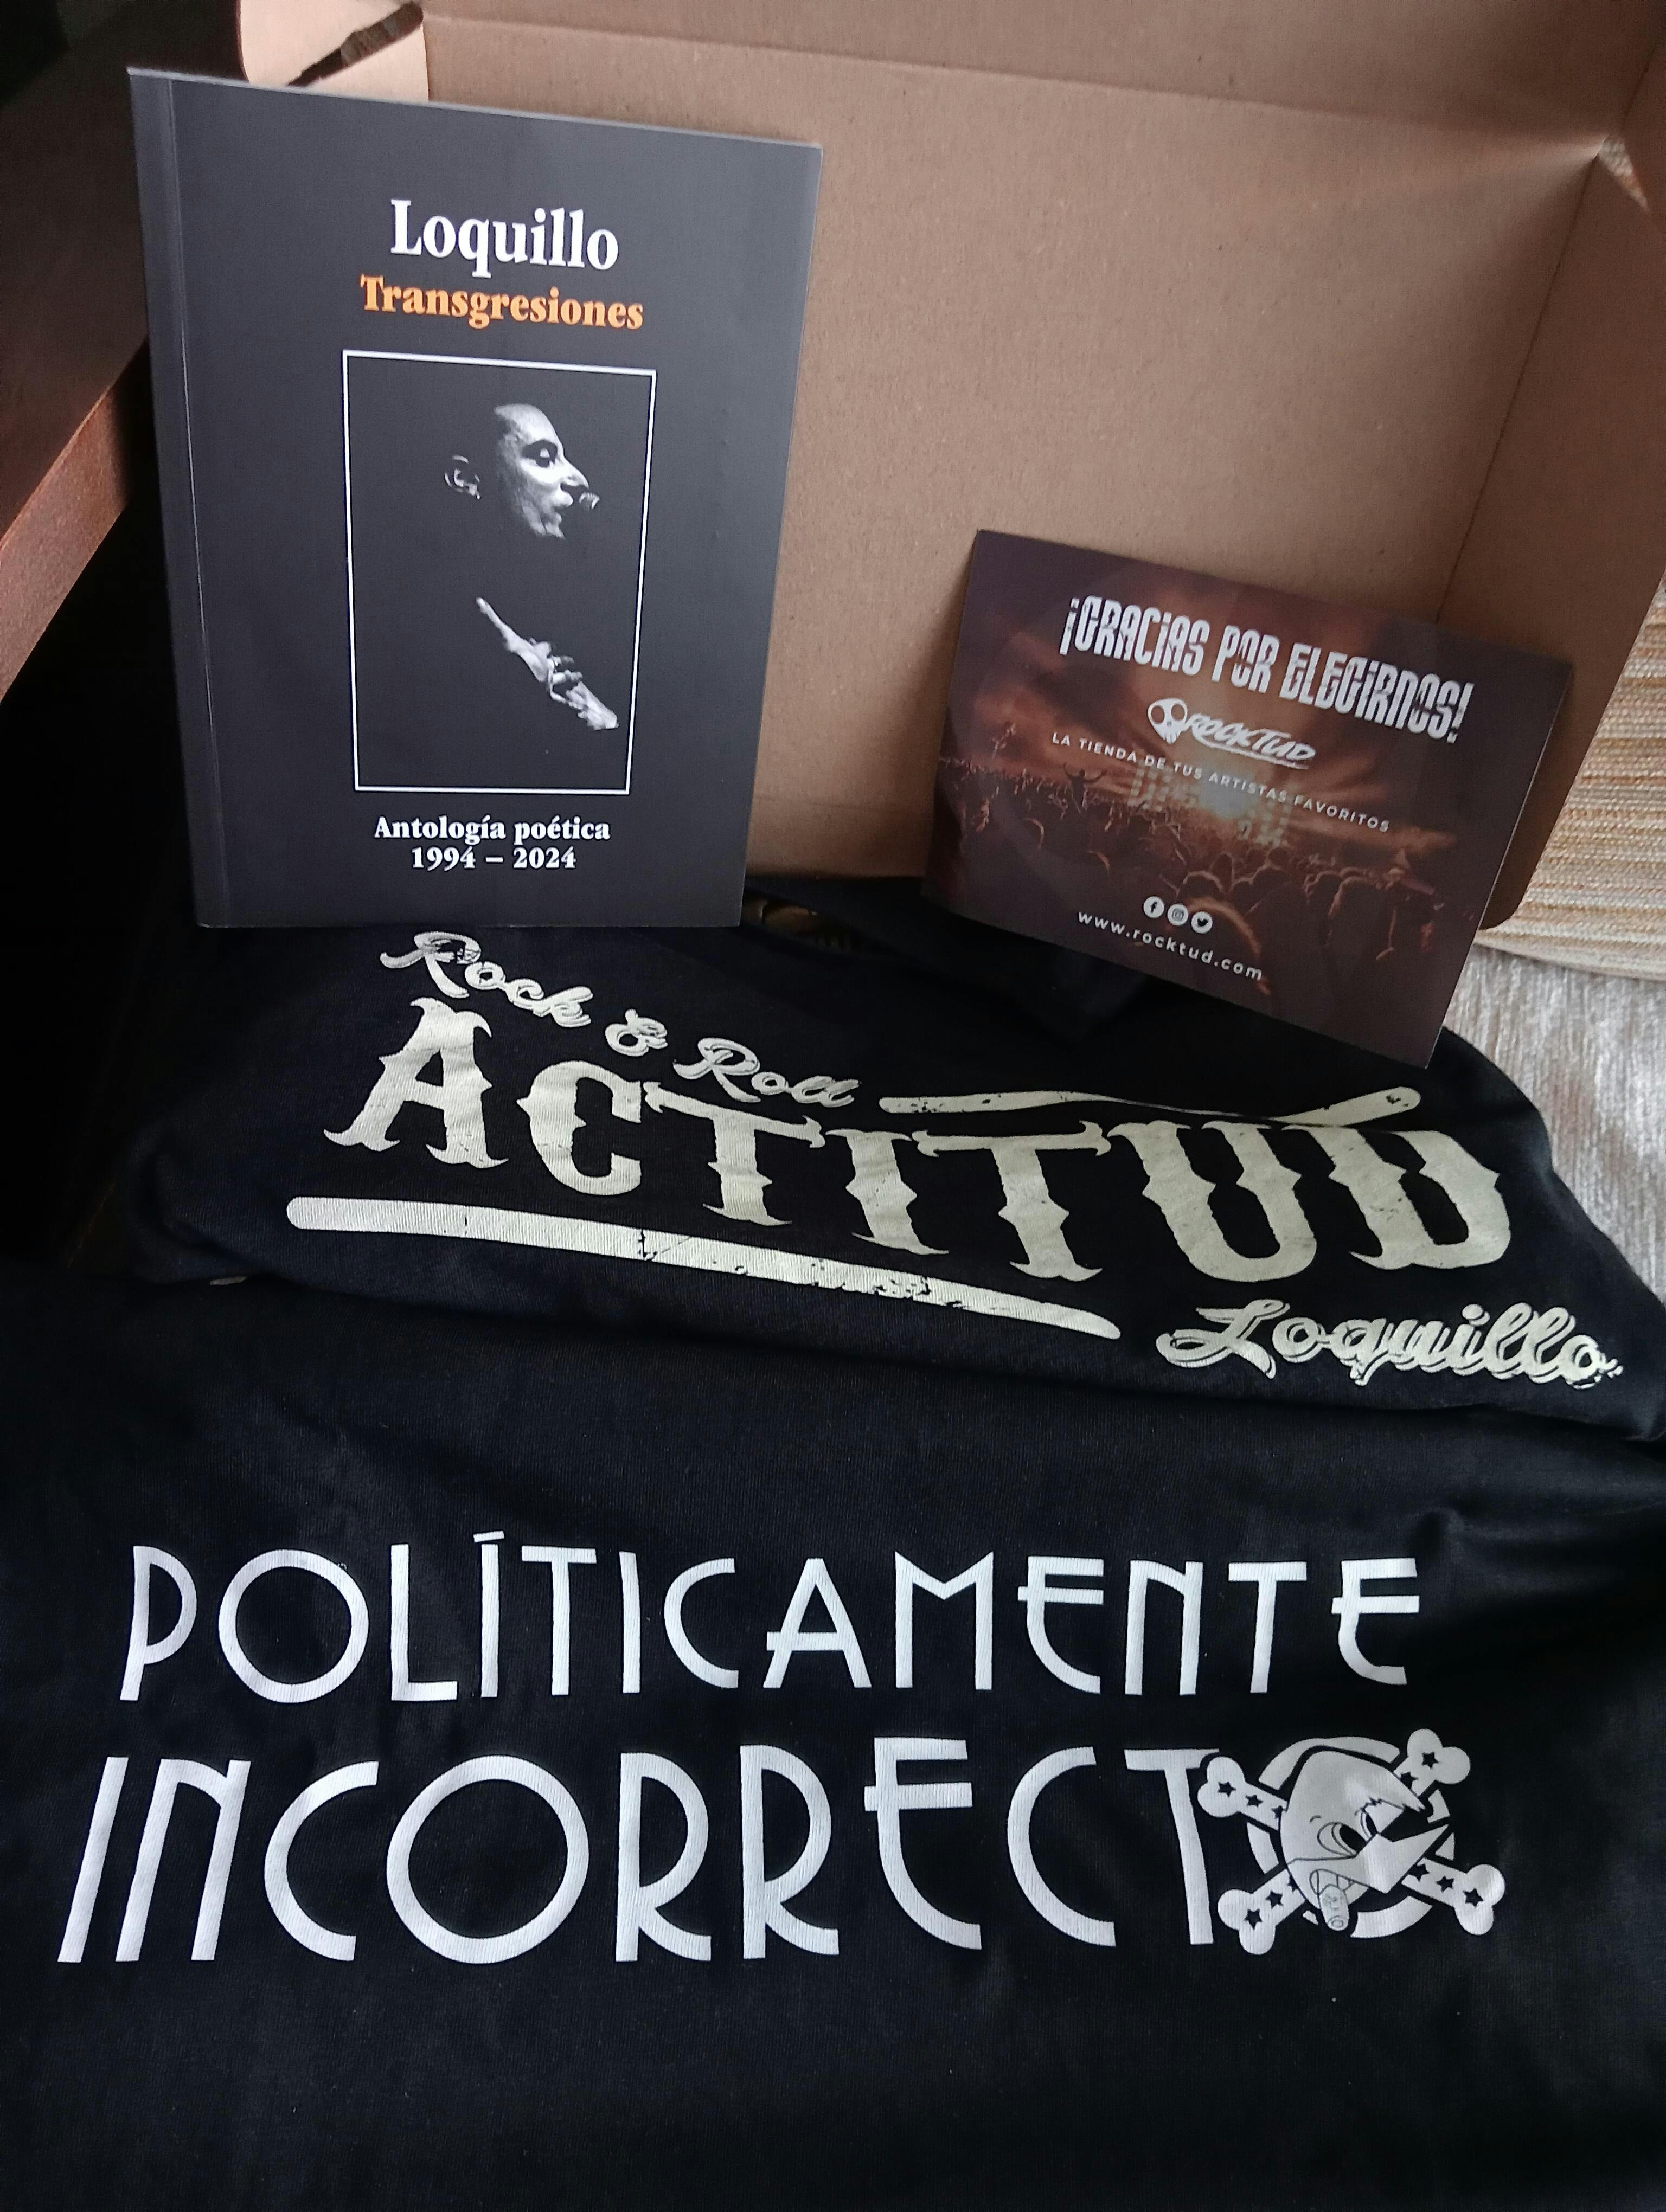 Loquillo
Transgresiones
Antología poética
1994 – 2024
¡GRACIAS POR ELEGIRNOS!
ROCKTUD
LA TIENDA DE TUS ARTISTAS FAVORITOS
www.rocktud.com
Rock & Roll
ACTITUD
Loquillo
POLÍTICAMENTE
INCORRECT